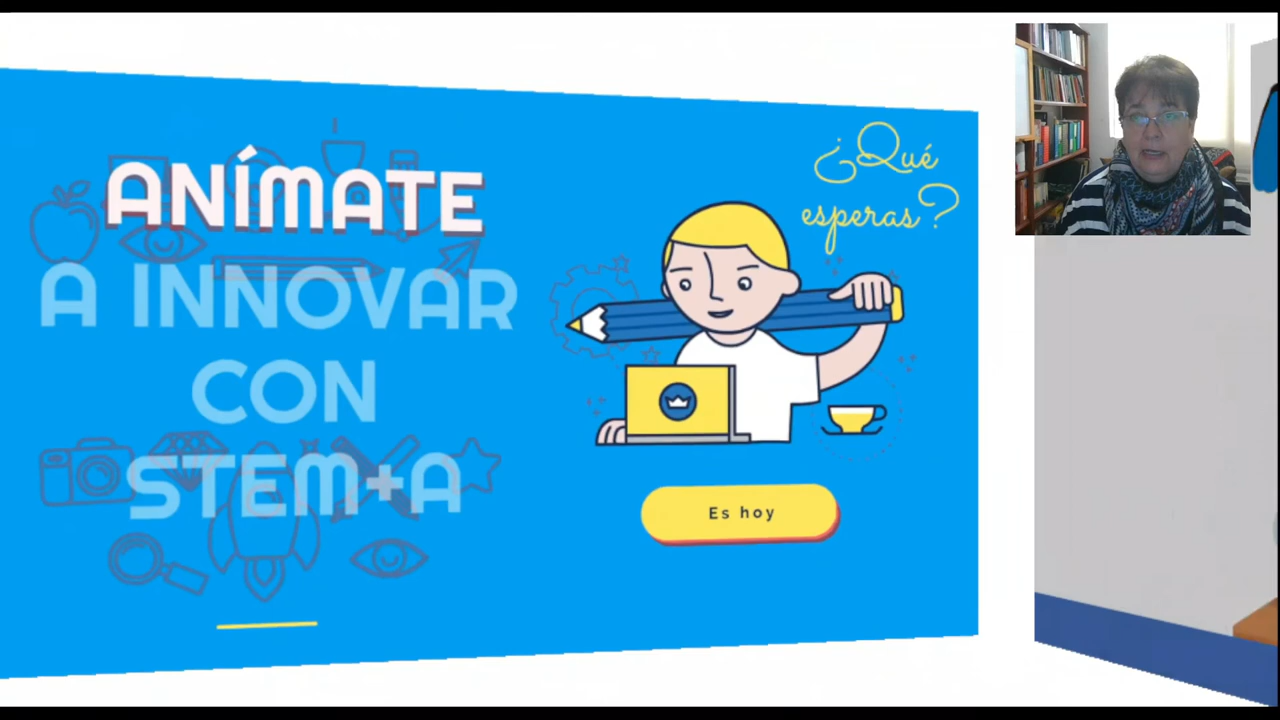 ANÍMATE
A INNOVAR
CON
STEM+A
¿Qué
esperas?
Es hoy